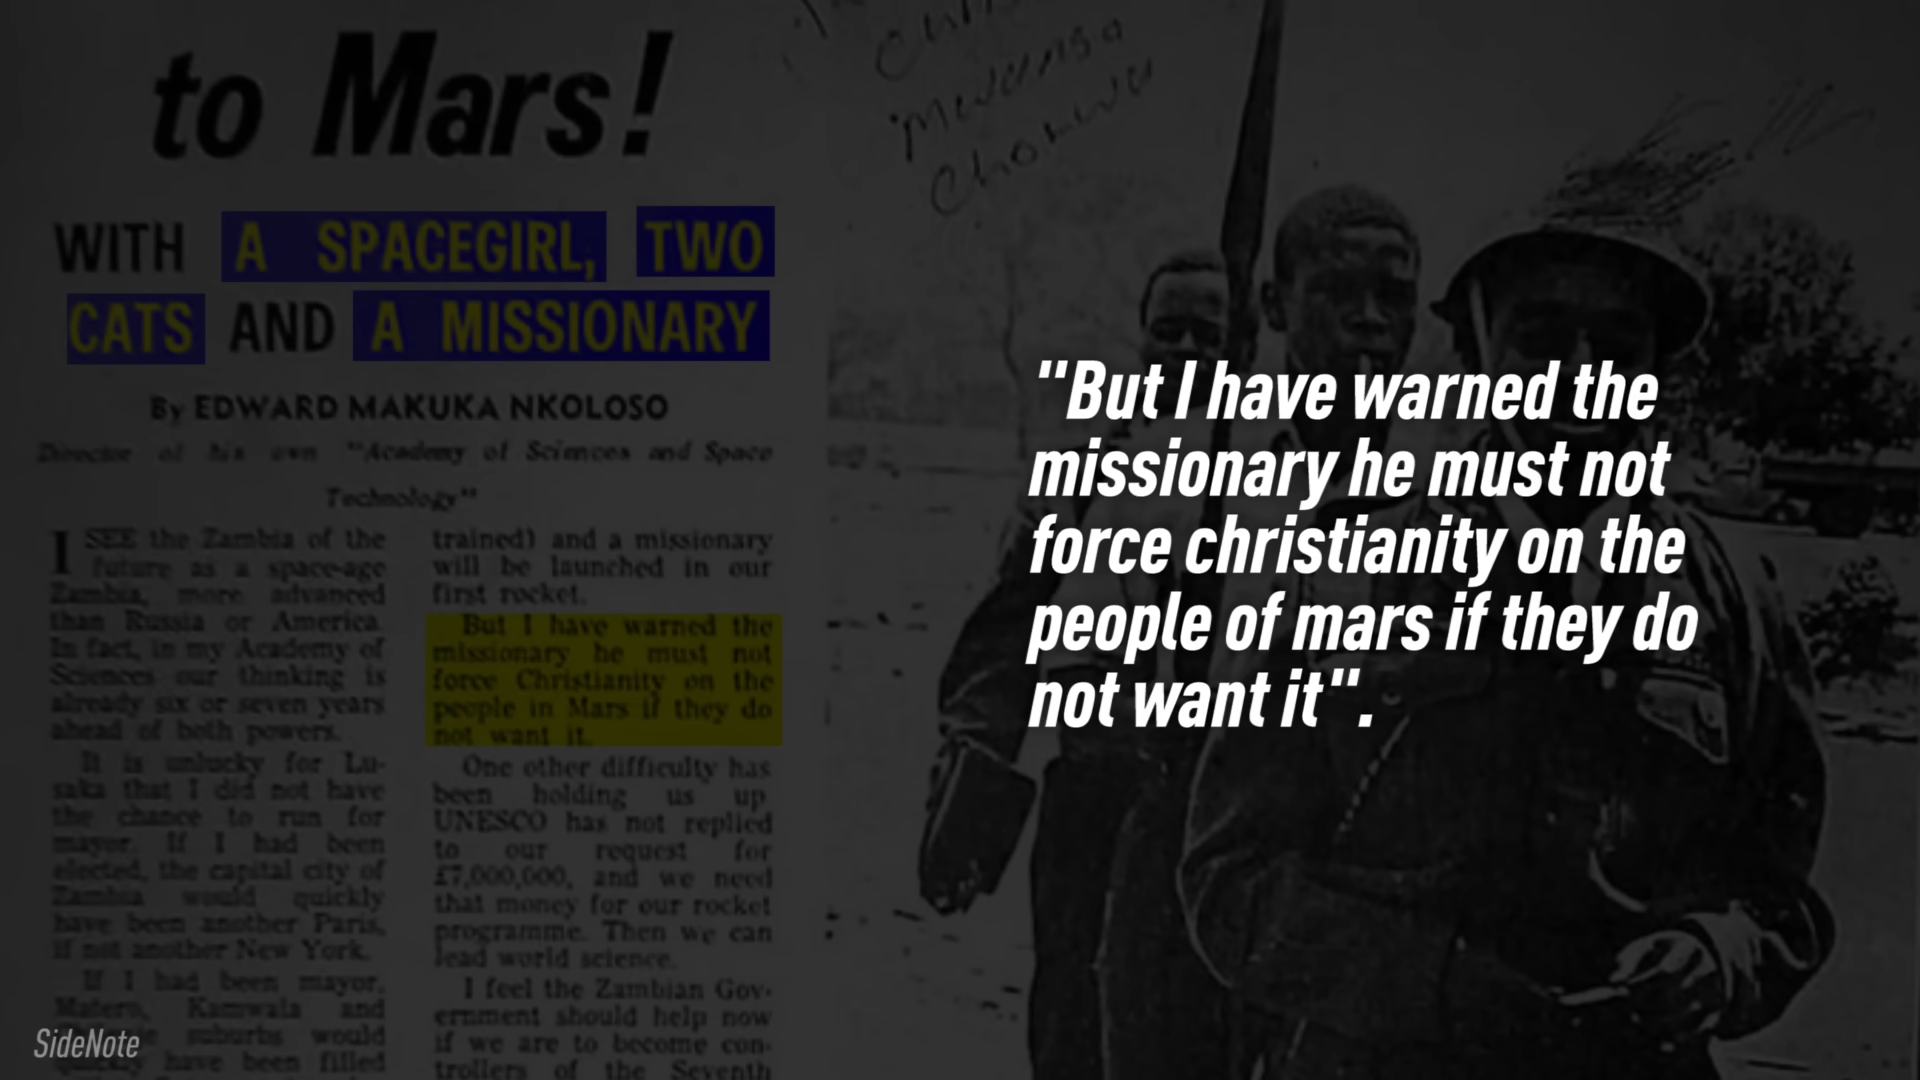 to Mars!
WITH A SPACEGIRL, TWO
CATS AND A MISSIONARY
By EDWARD MAKUKA NKOLOSO
Director of his own "Academy of Sciences and Space
Technology"
I SEE the Zambia of the
future as a space-age
Zambia, more advanced
than Russia or America.
In fact, in my Academy of
Sciences our thinking is
already six or seven years
ahead of both powers.
It is unlucky for Lu-
saka that I did not have
the chance to run for
mayor. If I had been
elected, the capital city of
Zambia would quickly
have been another Paris,
if not another New York.
If I had been mayor,
Matero, Kamwala and
suburbs would
quickly have been filled
trained) and a missionary
will be launched in our
first rocket.
But I have warned the
missionary he must not
force Christianity on the
people in Mars if they do
not want it.
One other difficulty has
been holding us up.
UNESCO has not replied
to our request for
£7,000,000, and we need
that money for our rocket
programme. Then we can
lead world science.
I feel the Zambian Gov-
ernment should help now
if we are to become con-
trollers of the Seventh
"But I have warned the
missionary he must not
force christianity on the
people of mars if they do
not want it".
SideNote